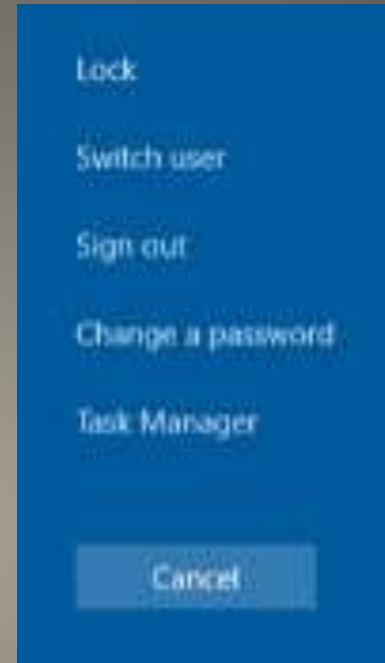 Lock
Switch user
Sign out
Change a password
Task Manager
Cancel